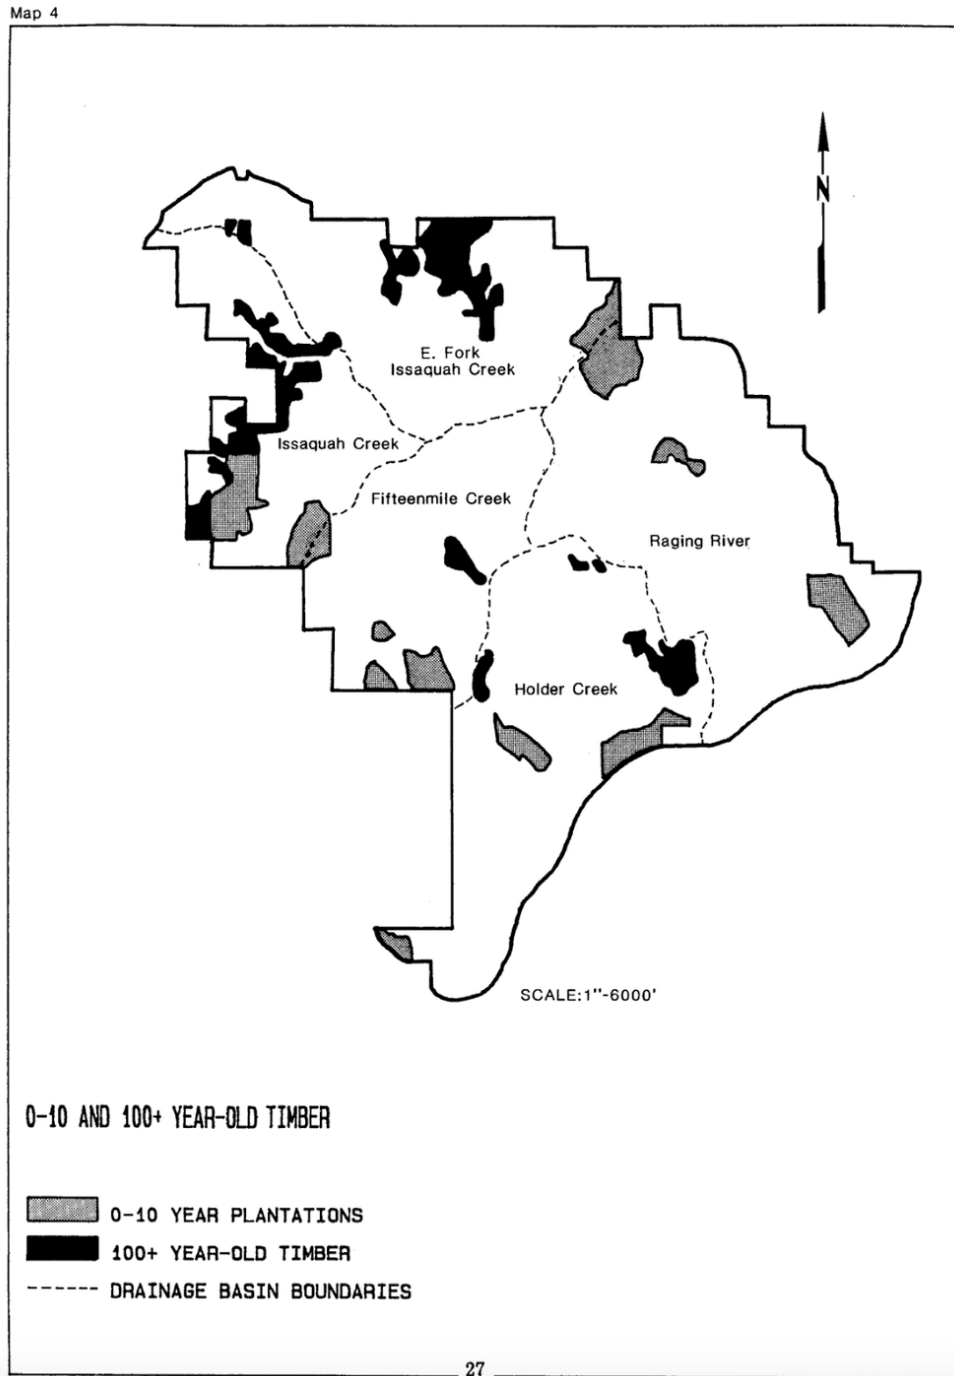 Map 4
N
E. Fork
Issaquah Creek
Issaquah Creek
Fifteenmile Creek
Raging River
Holder Creek
SCALE:1"-6000'
0-10 AND 100+ YEAR-OLD TIMBER
0-10 YEAR PLANTATIONS
100+ YEAR-OLD TIMBER
DRAINAGE BASIN BOUNDARIES
27